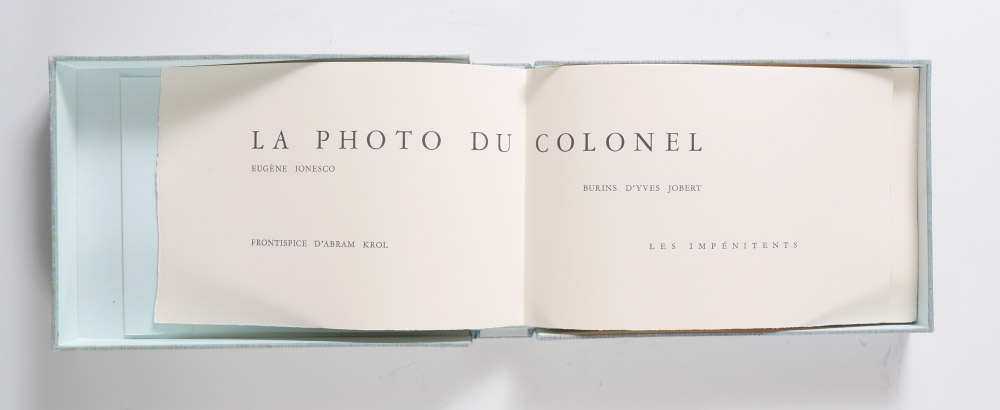 LA PHOTO DU COLONEL
EUGÈNE IONESCO
BURINS D'YVES JOBERT
FRONTISPICE D'ABRAM KROL
LES IMPÉNITENTS